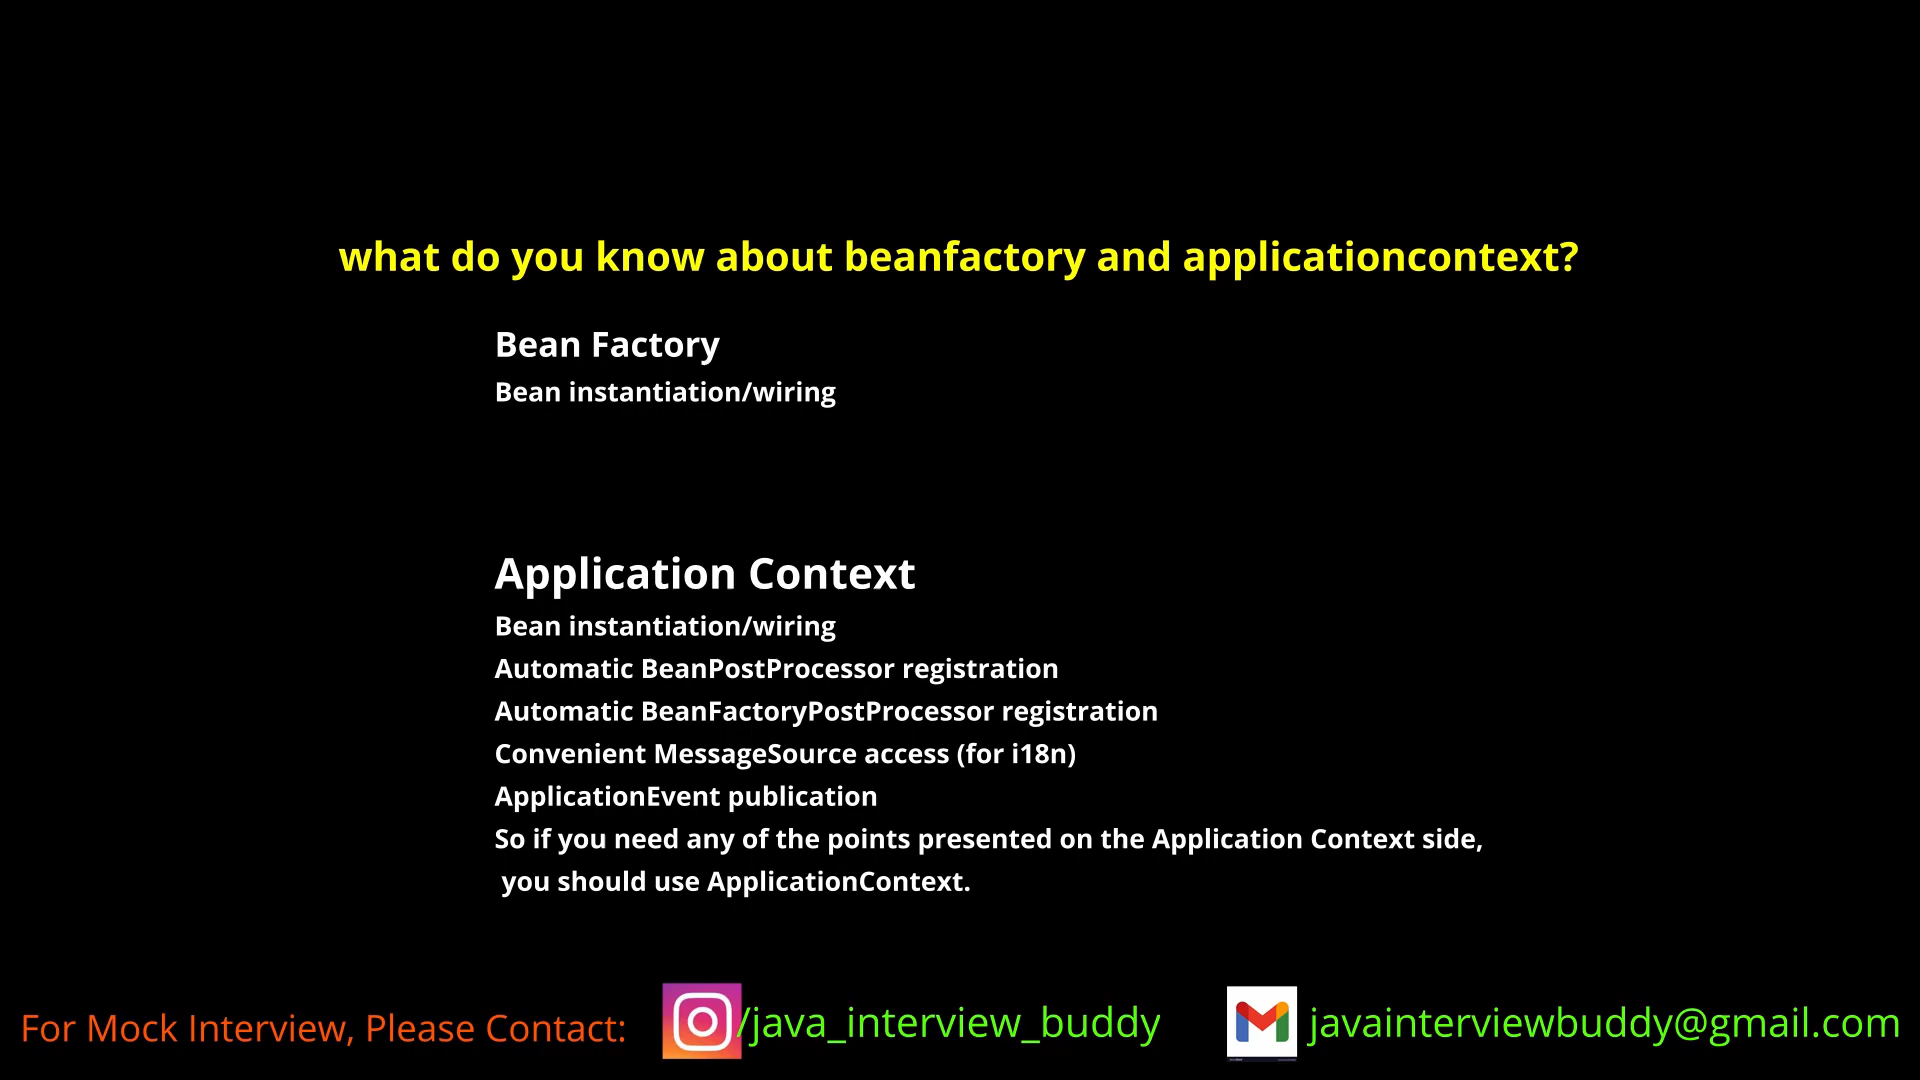 what do you know about beanfactory and applicationcontext?
Bean Factory
Bean instantiation/wiring
Application Context
Bean instantiation/wiring
Automatic BeanPostProcessor registration
Automatic BeanFactoryPostProcessor registration
Convenient MessageSource access (for i18n)
ApplicationEvent publication
So if you need any of the points presented on the Application Context side,
you should use ApplicationContext.
For Mock Interview, Please Contact: /java_interview_buddy javainterviewbuddy@gmail.com